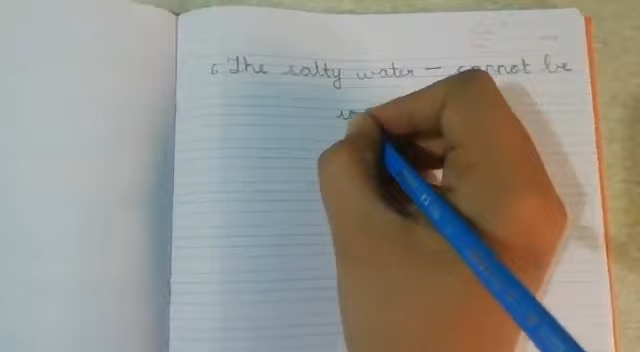 6 The salty water – cannot be